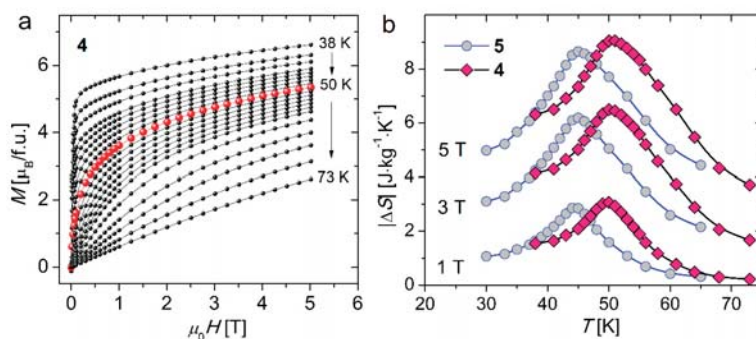 a
4
38 K
50 K
73 K
M [μB/f.u.]
6
4
2
0
0 1 2 3 4 5
μ0H [T]
b
5
4
5 T
3 T
1 T
|ΔS| [J·kg⁻¹·K⁻¹]
8
6
4
2
0
20 30 40 50 60 70
T [K]